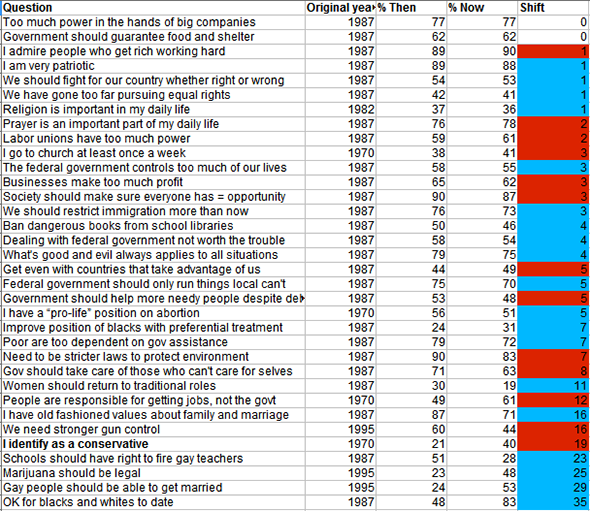 Question Original yea % Then % Now Shift
Too much power in the hands of big companies 1987 77 77 0
Government should guarantee food and shelter 1987 62 62 0
I admire people who get rich working hard 1987 89 90 1
I am very patriotic 1987 89 88 1
We should fight for our country whether right or wrong 1987 54 53 1
We have gone too far pursuing equal rights 1987 42 41 1
Religion is important in my daily life 1982 37 36 1
Prayer is an important part of my daily life 1987 76 78 2
Labor unions have too much power 1987 59 61 2
I go to church at least once a week 1970 38 41 3
The federal government controls too much of our lives 1987 58 55 3
Businesses make too much profit 1987 65 62 3
Society should make sure everyone has = opportunity 1987 90 87 3
We should restrict immigration more than now 1987 76 73 3
Ban dangerous books from school libraries 1987 50 46 4
Dealing with federal government not worth the trouble 1987 58 54 4
What's good and evil always applies to all situations 1987 79 75 4
Get even with countries that take advantage of us 1987 44 49 5
Federal government should only run things local can't 1987 75 70 5
Government should help more needy people despite de 1987 53 48 5
I have a “pro-life” position on abortion 1970 56 51 5
Improve position of blacks with preferential treatment 1987 24 31 7
Poor are too dependent on gov assistance 1987 79 72 7
Need to be stricter laws to protect environment 1987 90 83 7
Gov should take care of those who can't care for selves 1987 71 63 8
Women should return to traditional roles 1987 30 19 11
People are responsible for getting jobs, not the govt 1970 49 61 12
I have old fashioned values about family and marriage 1987 87 71 16
We need stronger gun control 1995 60 44 16
I identify as a conservative 1970 21 40 19
Schools should have right to fire gay teachers 1987 51 28 23
Marijuana should be legal 1995 23 48 25
Gay people should be able to get married 1995 24 53 29
OK for blacks and whites to date 1987 48 83 35